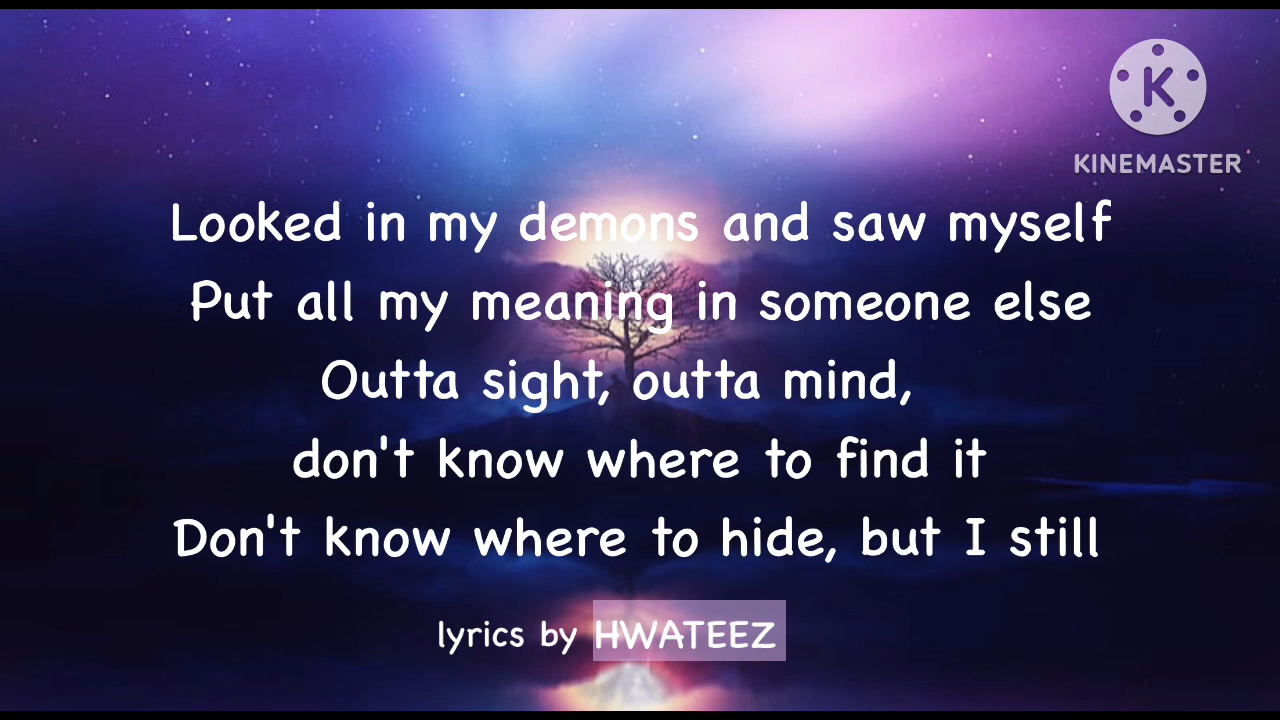 K
KINEMASTER
Looked in my demons and saw myself
Put all my meaning in someone else
Outta sight, outta mind,
don't know where to find it
Don't know where to hide, but I still
lyrics by HWATEEZ